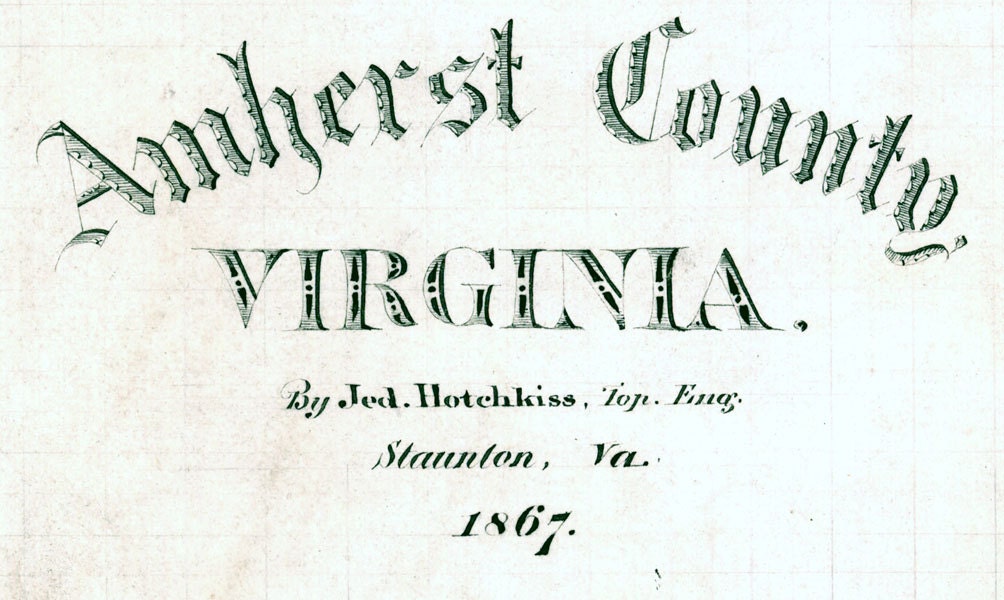 Amherst County,
VIRGINIA.
By Jed. Hotchkiss, Top. Eng.
Staunton, Va.
1867.